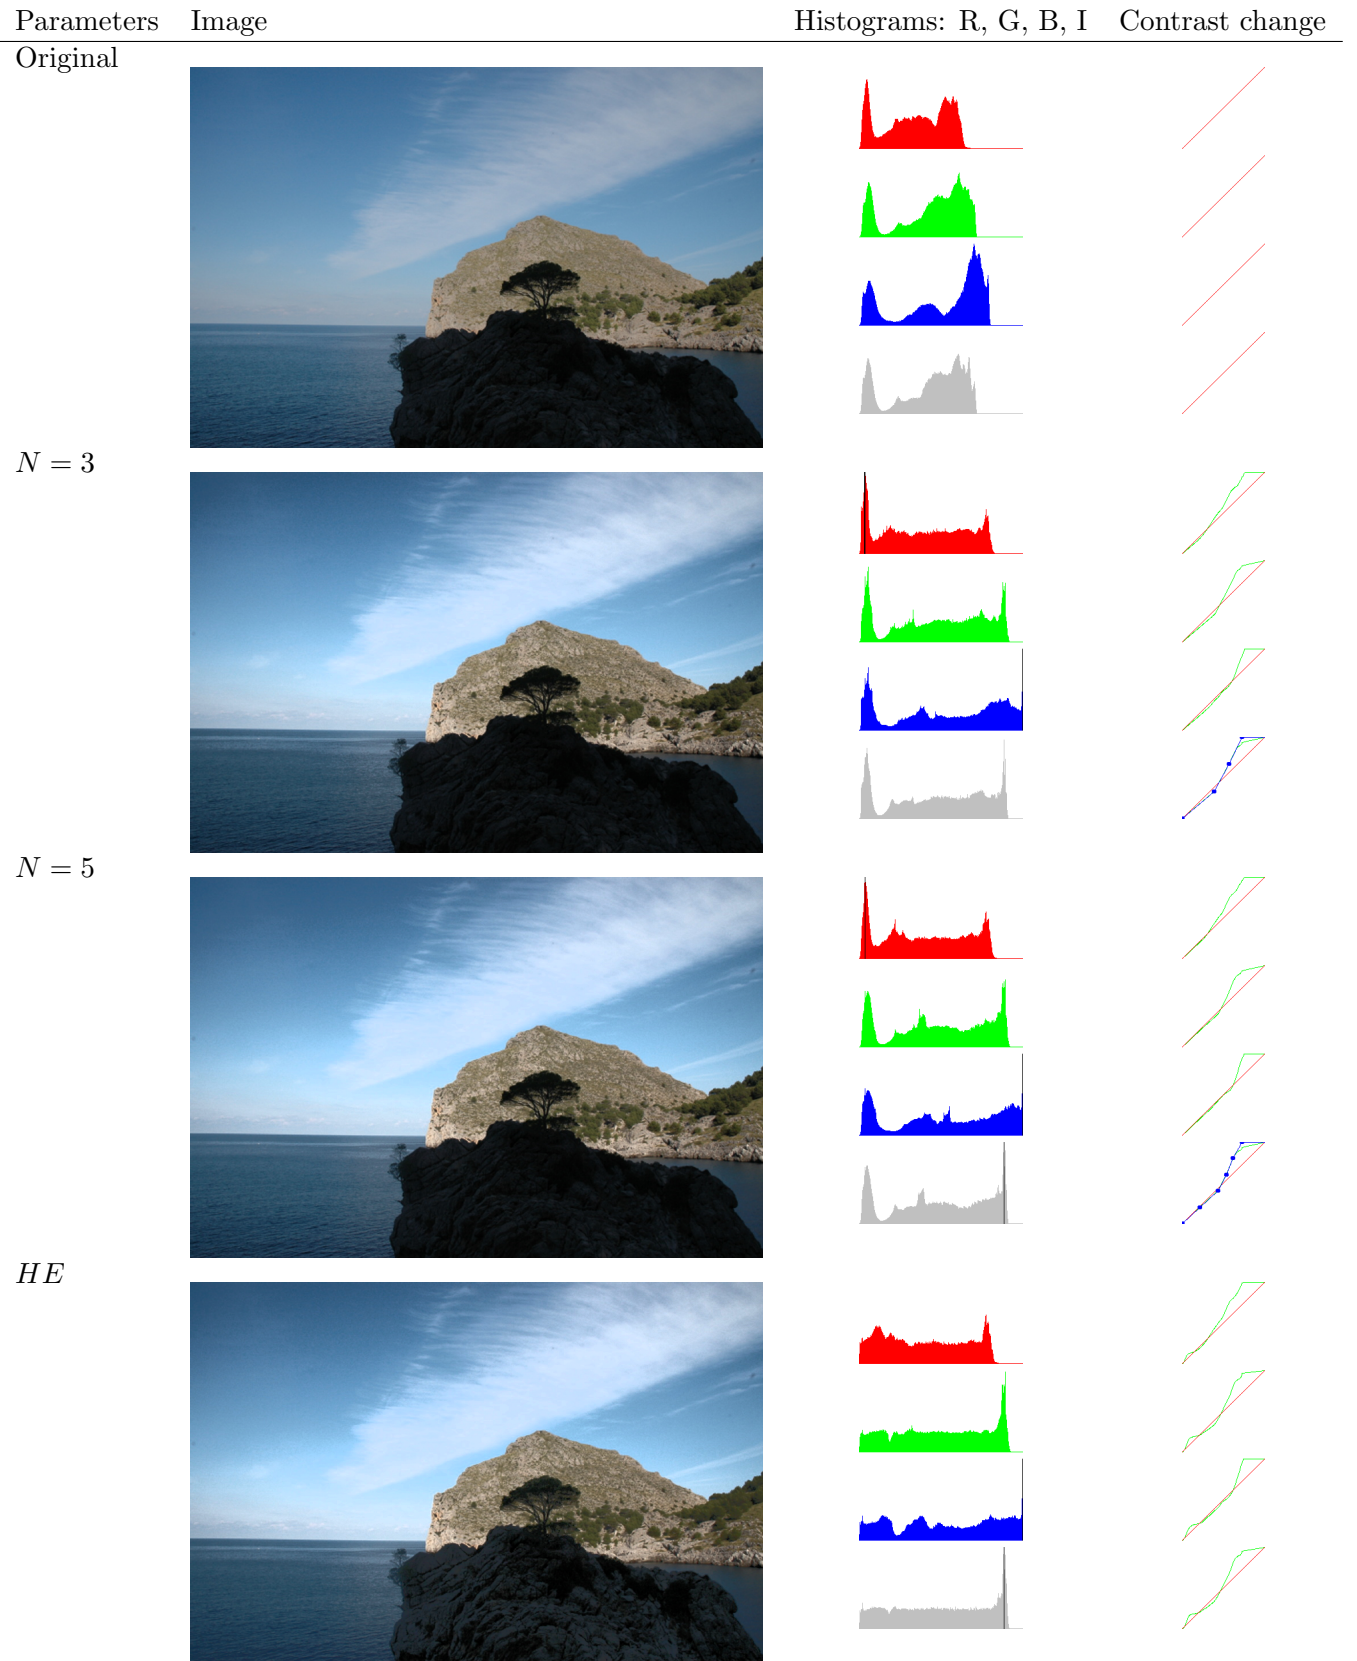 Parameters Image Histograms: R, G, B, I Contrast change
Original
N = 3
N = 5
HE